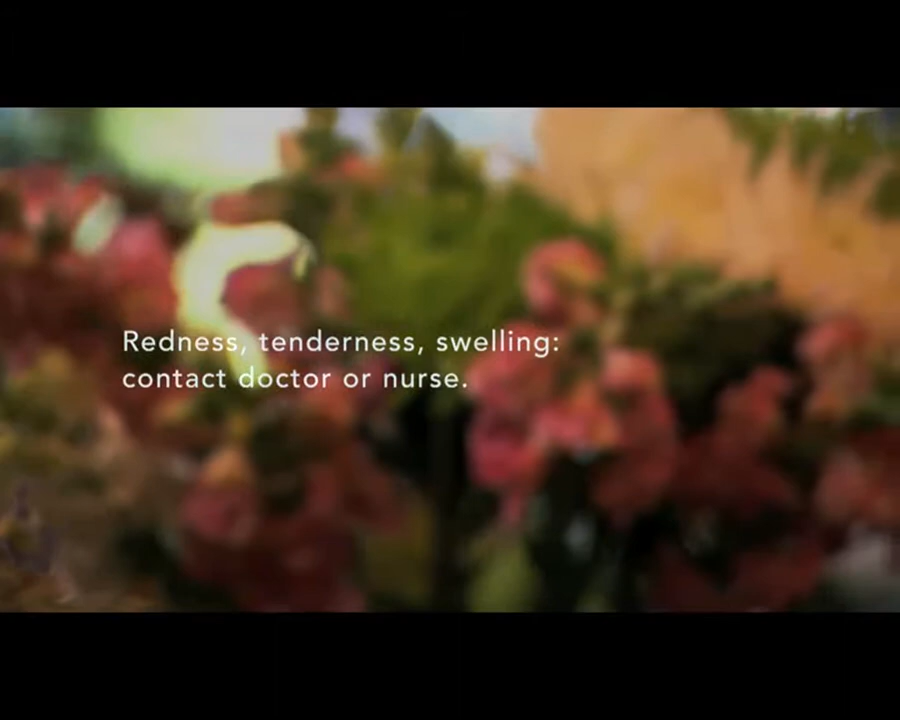 Redness, tenderness, swelling:
contact doctor or nurse.